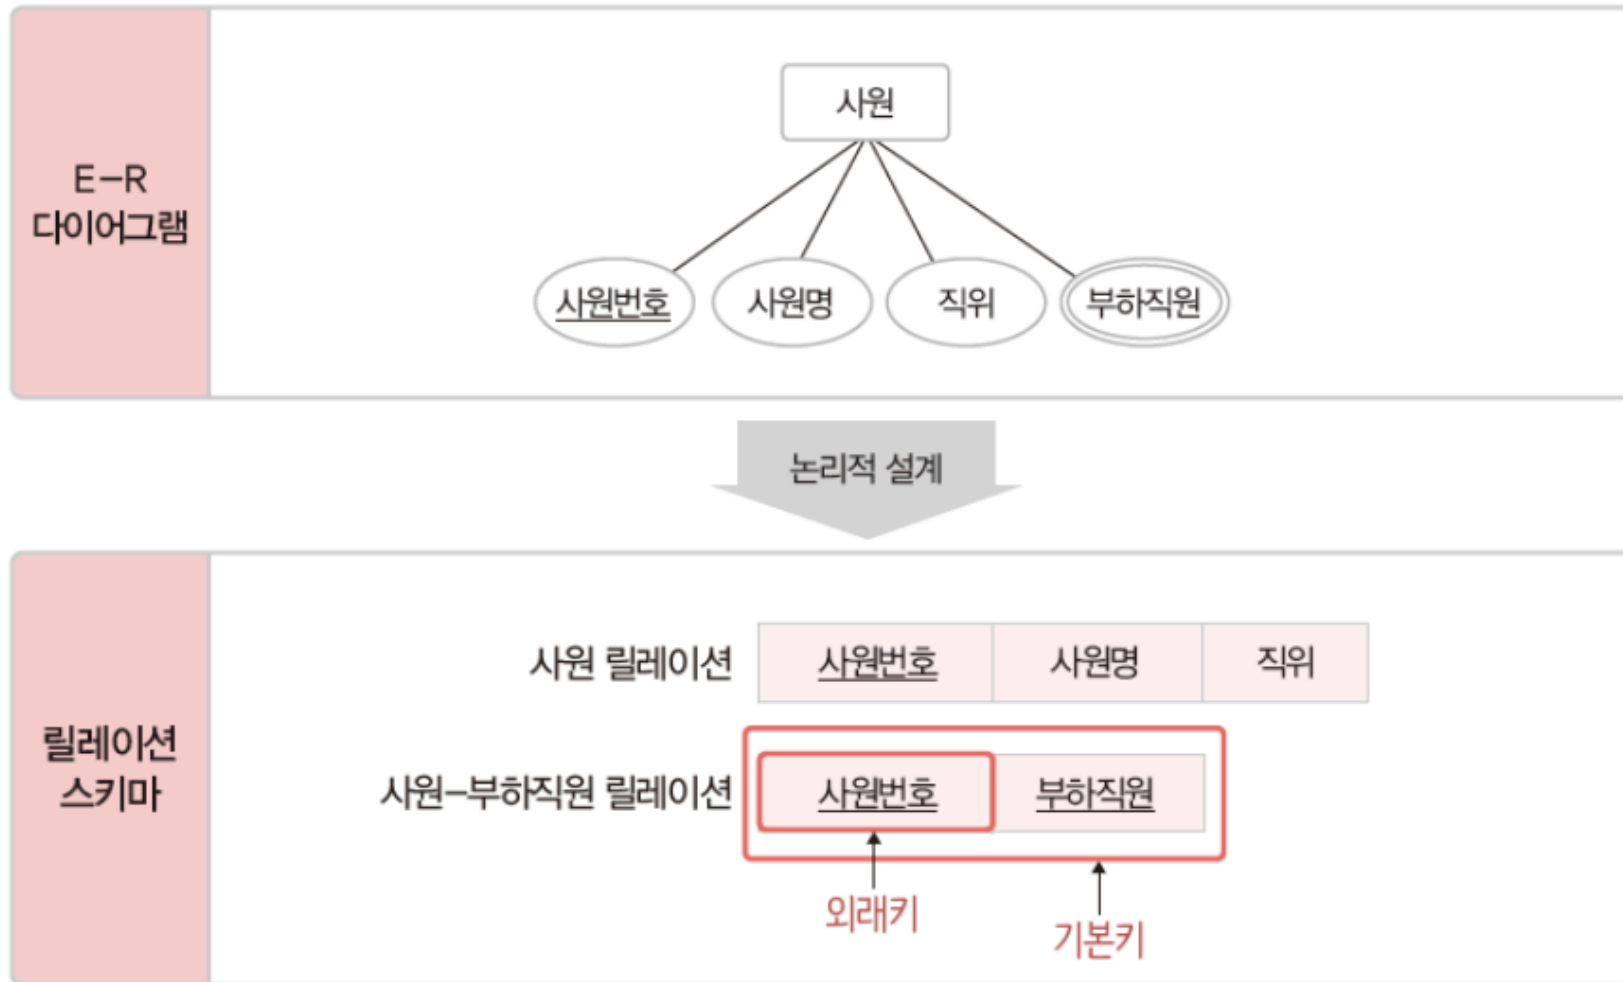 E-R
다이어그램
사원
사원번호 사원명 직위 부하직원
논리적 설계
릴레이션
스키마
사원 릴레이션 사원번호 사원명 직위
사원-부하직원 릴레이션 사원번호 부하직원
외래키
기본키